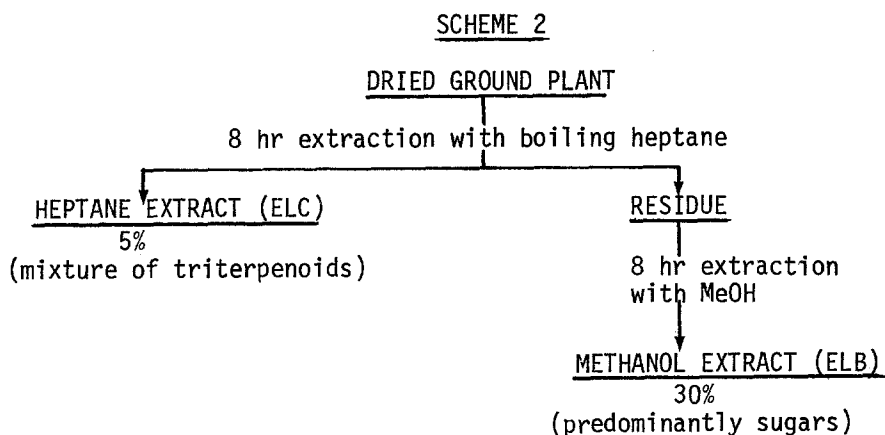 SCHEME 2
DRIED GROUND PLANT
8 hr extraction with boiling heptane
HEPTANE EXTRACT (ELC)
5%
(mixture of triterpenoids)
RESIDUE
8 hr extraction
with MeOH
METHANOL EXTRACT (ELB)
30%
(predominantly sugars)